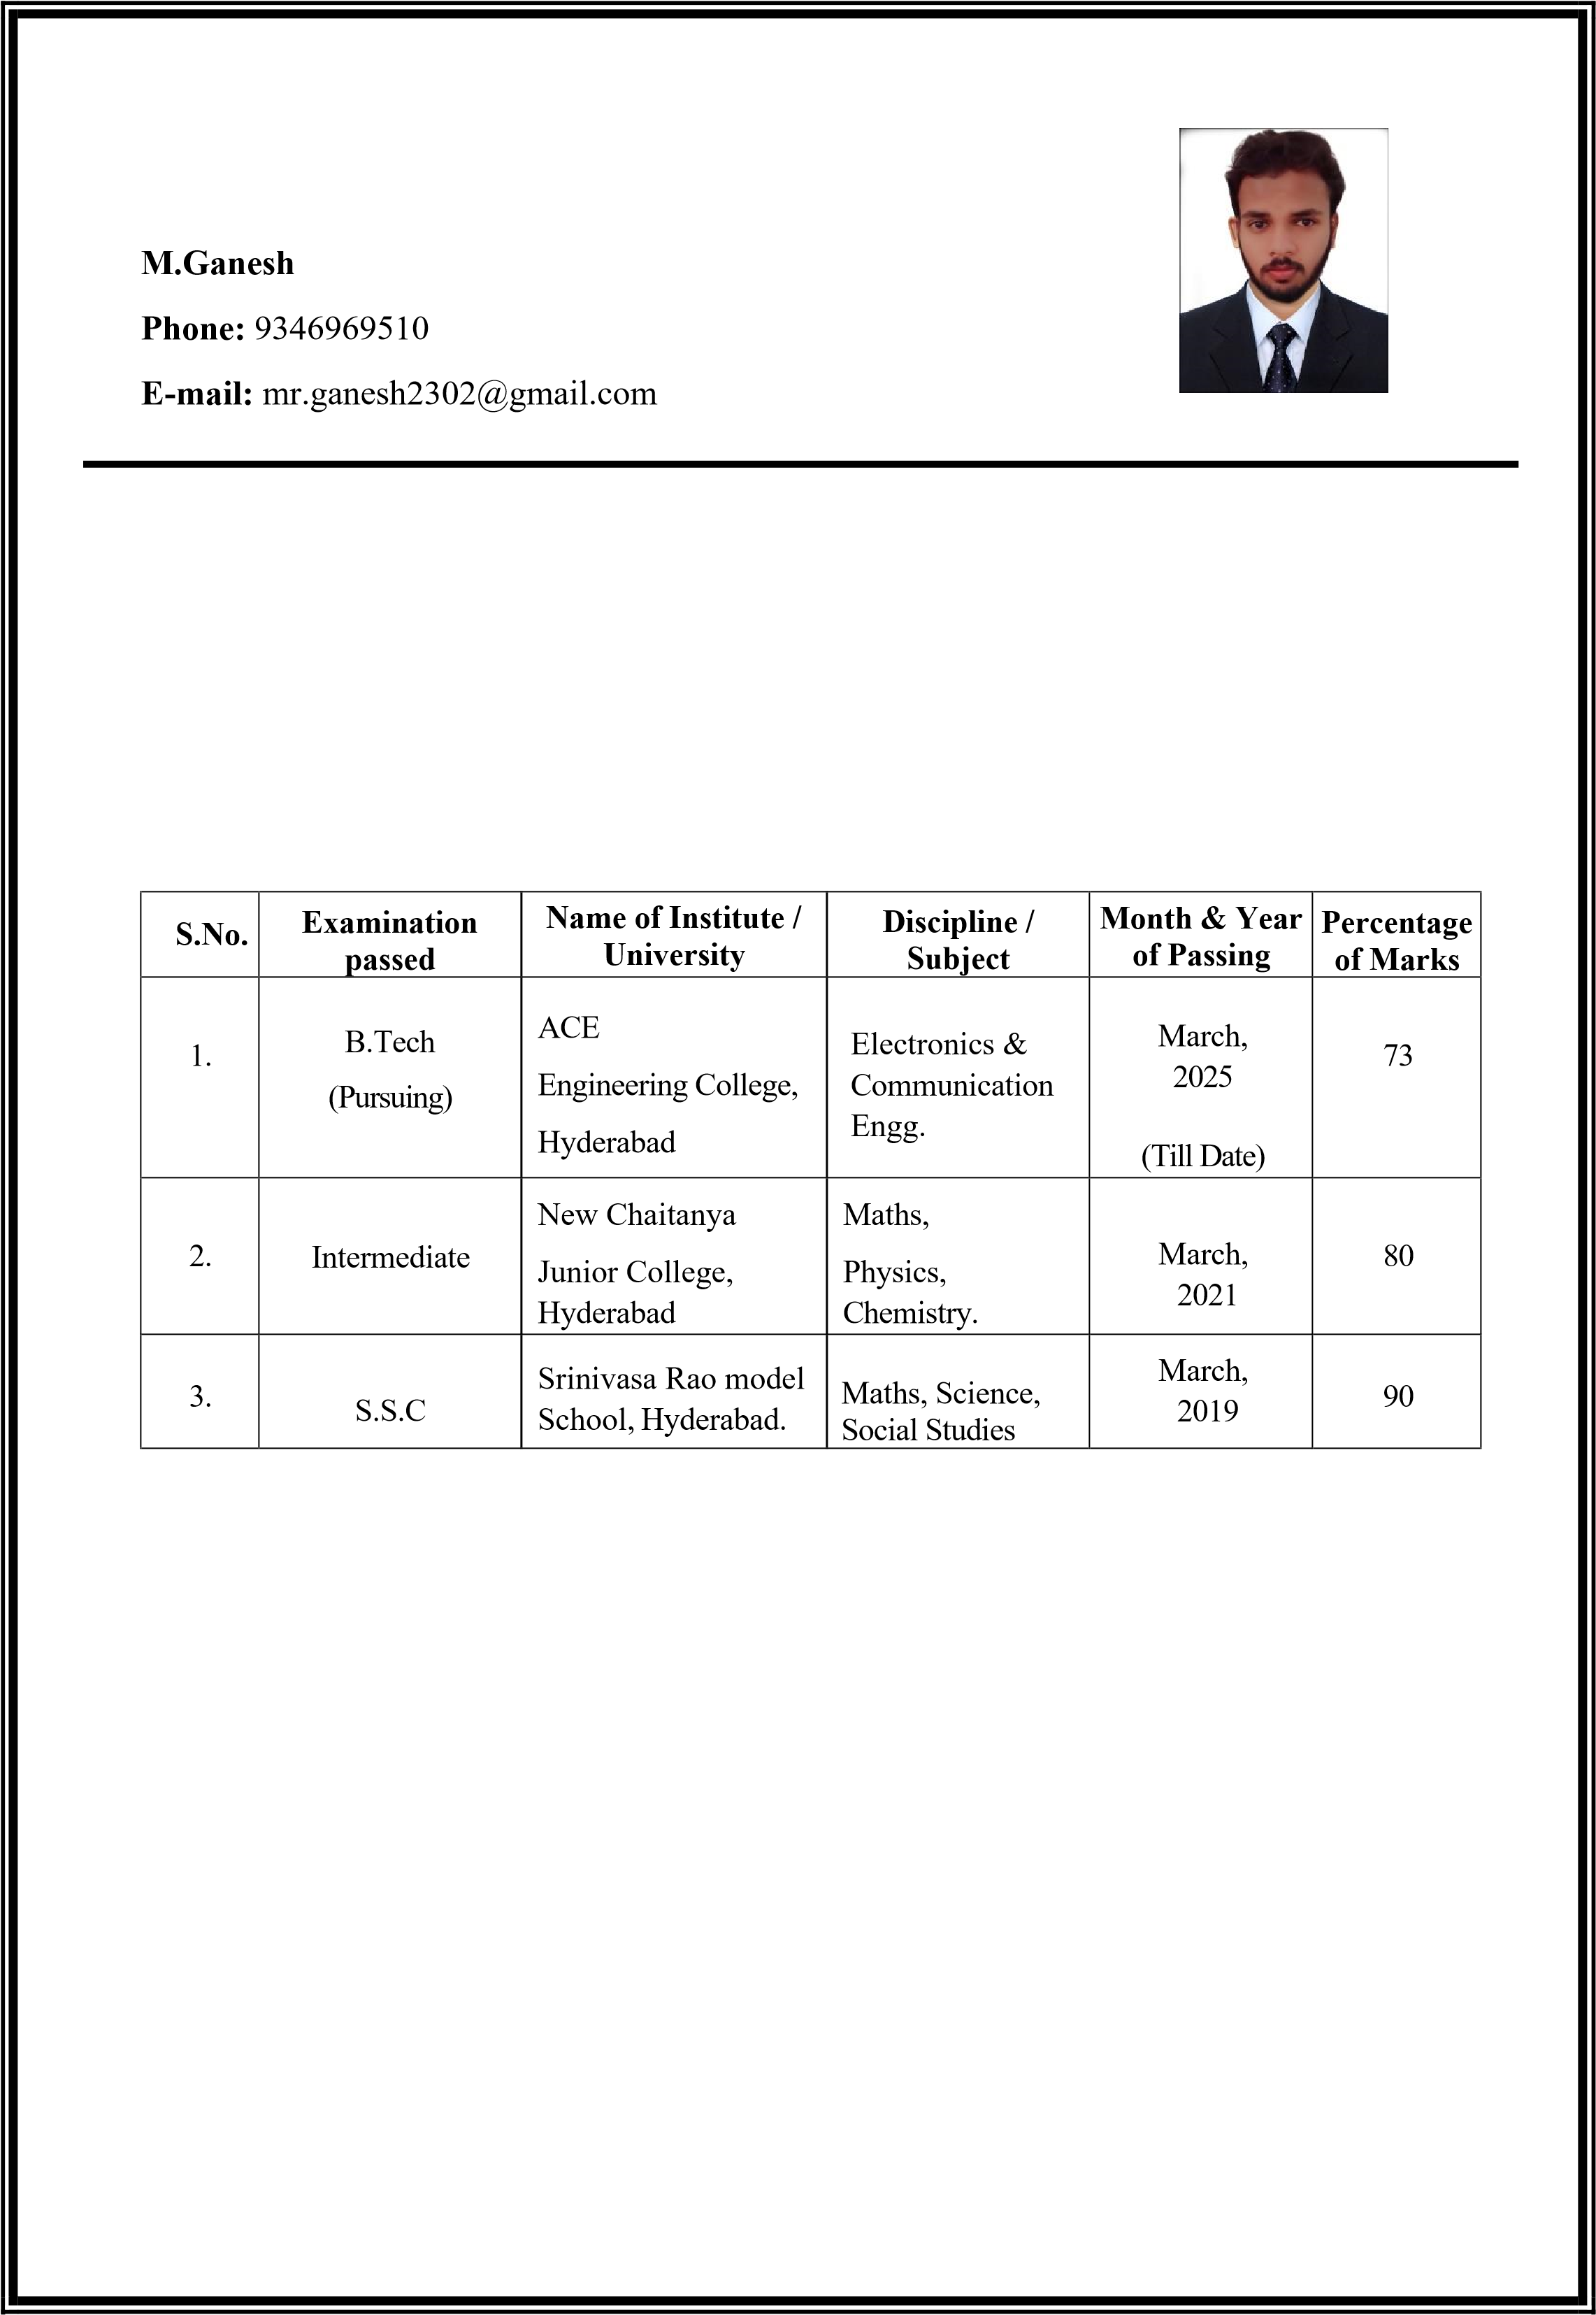 M.Ganesh
Phone: 9346969510
E-mail: mr.ganesh2302@gmail.com
S.No.
Examination
passed
Name of Institute /
University
Discipline /
Subject
Month & Year
of Passing
Percentage
of Marks
1.
B.Tech
(Pursuing)
ACE
Engineering College,
Hyderabad
Electronics &
Communication
Engg.
March,
2025
(Till Date)
73
2.
Intermediate
New Chaitanya
Junior College,
Hyderabad
Maths,
Physics,
Chemistry.
March,
2021
80
3.
S.S.C
Srinivasa Rao model
School, Hyderabad.
Maths, Science,
Social Studies
March,
2019
90